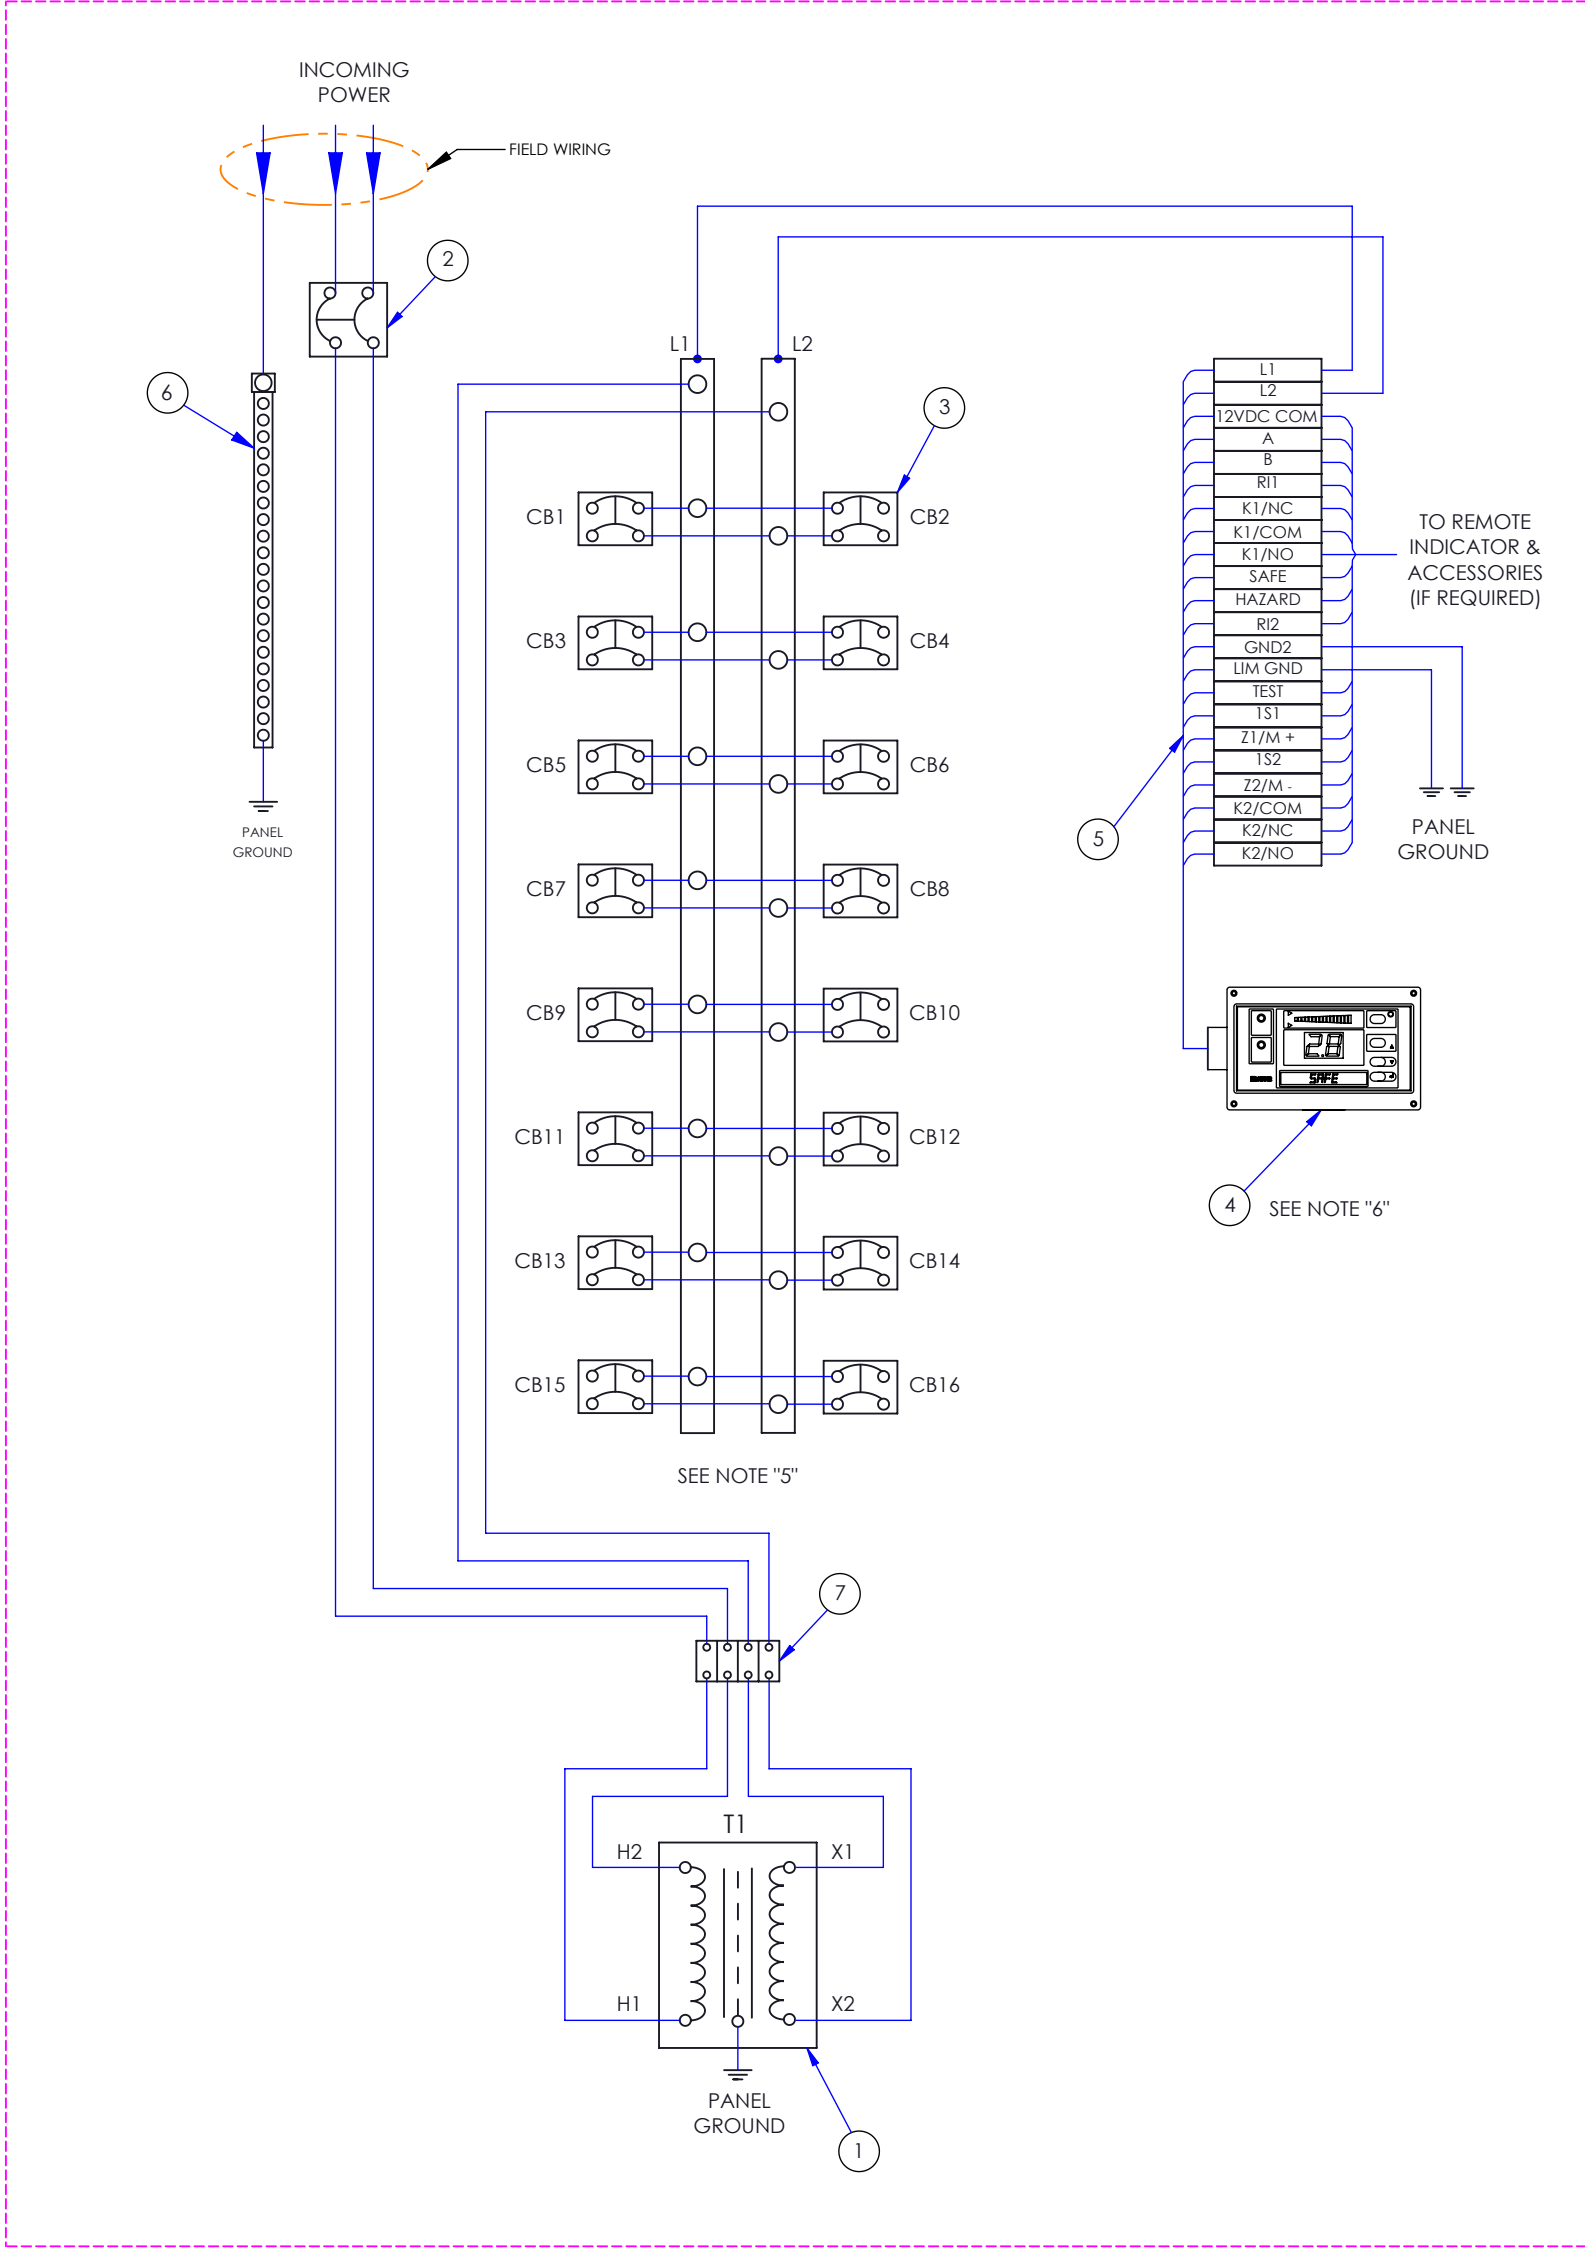 INCOMING
POWER
FIELD WIRING
2
6
L1
L2
3
CB1
CB2
CB3
CB4
CB5
CB6
CB7
CB8
CB9
CB10
CB11
CB12
CB13
CB14
CB15
CB16
SEE NOTE "5"
PANEL
GROUND
L1
L2
12VDC COM
A
B
RI1
K1/NC
K1/COM
K1/NO
SAFE
HAZARD
RI2
GND2
LIM GND
TEST
1S1
Z1/M +
1S2
Z2/M -
K2/COM
K2/NC
K2/NO
TO REMOTE
INDICATOR &
ACCESSORIES
(IF REQUIRED)
PANEL
GROUND
5
2.8
SAFE
4
SEE NOTE "6"
7
T1
H2
X1
H1
X2
PANEL
GROUND
1